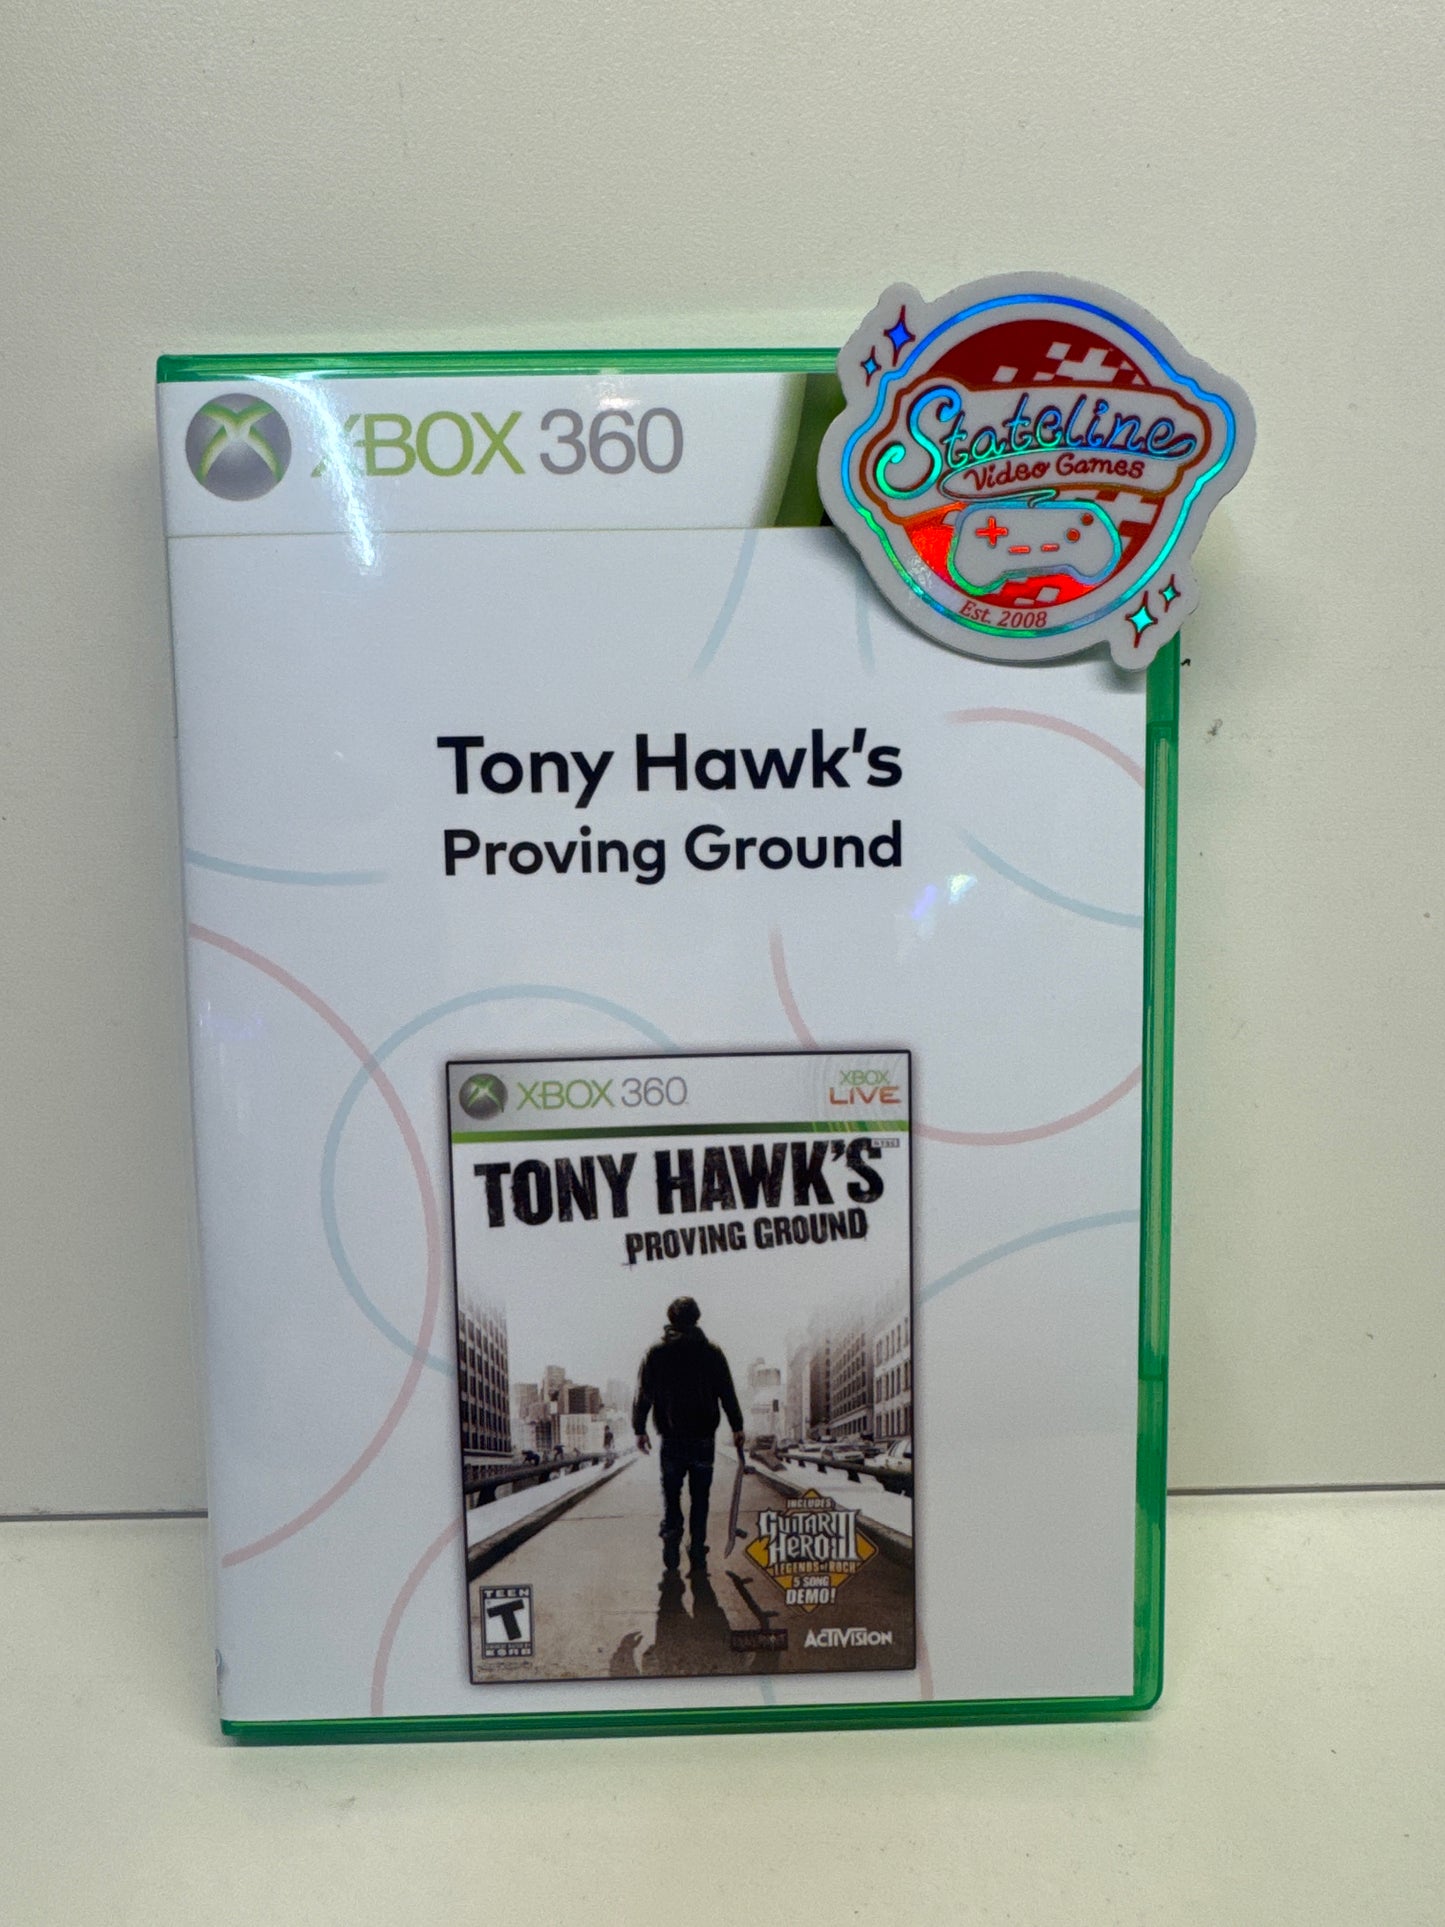 XBOX 360
Stateline
Video Games
Est. 2008
Tony Hawk's
Proving Ground
XBOX 360
XBOX
LIVE
NTSC
TONY HAWK'S
PROVING GROUND
INCLUDES
GUITAR
HERO III
LEGENDS of ROCK
5 SONG
DEMO!
TEEN
T
ESRB
ACTIVISION